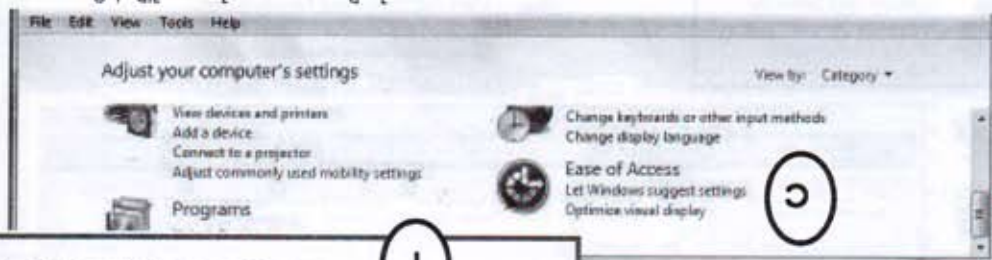 File Edit View Tools Help
Adjust your computer's settings
View by: Category
View devices and printers
Add a device
Connect to a projector
Adjust commonly used mobility settings
Programs
Change keyboards or other input methods
Change display language
Ease of Access
Let Windows suggest settings
Optimize visual display